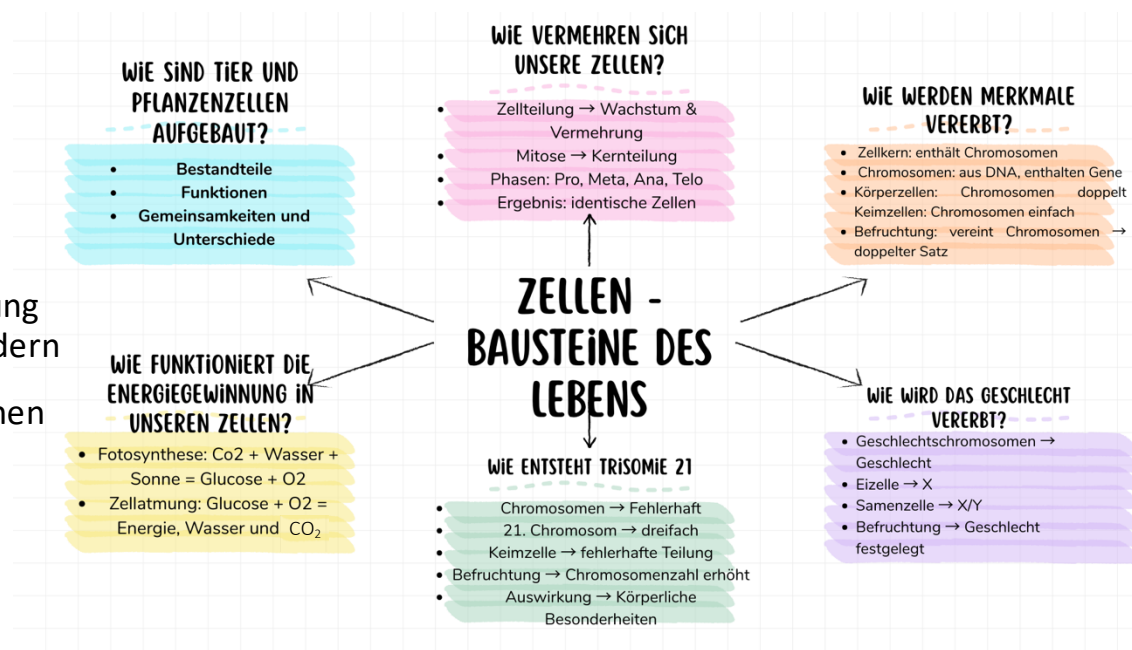 WiE SiND TiER UND
PFLANZENZELLEN
AUFGEBAUT?
• Bestandteile
• Funktionen
• Gemeinsamkeiten und
Unterschiede
WiE VERMEHREN SiCH
UNSERE ZELLEN?
• Zellteilung → Wachstum &
Vermehrung
• Mitose → Kernteilung
• Phasen: Pro, Meta, Ana, Telo
• Ergebnis: identische Zellen
WiE WERDEN MERKMALE
VERERBT?
• Zellkern: enthält Chromosomen
• Chromosomen: aus DNA, enthalten Gene
• Körperzellen: Chromosomen doppelt
Keimzellen: Chromosomen einfach
• Befruchtung: vereint Chromosomen →
doppelter Satz
ZELLEN -
BAUSTEiNE DES
LEBENS
WiE FUNKTiONiERT DiE
ENERGiEGEWiNNUNG iN
UNSEREN ZELLEN?
• Fotosynthese: Co2 + Wasser +
Sonne = Glucose + O2
• Zellatmung: Glucose + O2 =
Energie, Wasser und CO₂
WiE ENTSTEHT TRiSOMiE 21
• Chromosomen → Fehlerhaft
• 21. Chromosom → dreifach
• Keimzelle → fehlerhafte Teilung
• Befruchtung → Chromosomenzahl erhöht
• Auswirkung → Körperliche
Besonderheiten
WiE WiRD DAS GESCHLECHT
VERERBT?
• Geschlechtschromosomen →
Geschlecht
• Eizelle → X
• Samenzelle → X/Y
• Befruchtung → Geschlecht
festgelegt